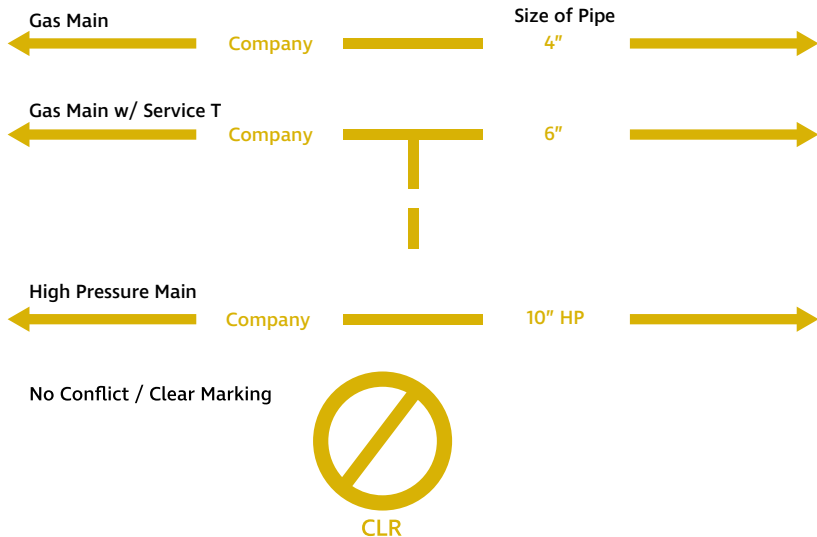 Size of Pipe
Gas Main
Company 4"
Gas Main w/ Service T
Company 6"
High Pressure Main
Company 10" HP
No Conflict / Clear Marking
CLR